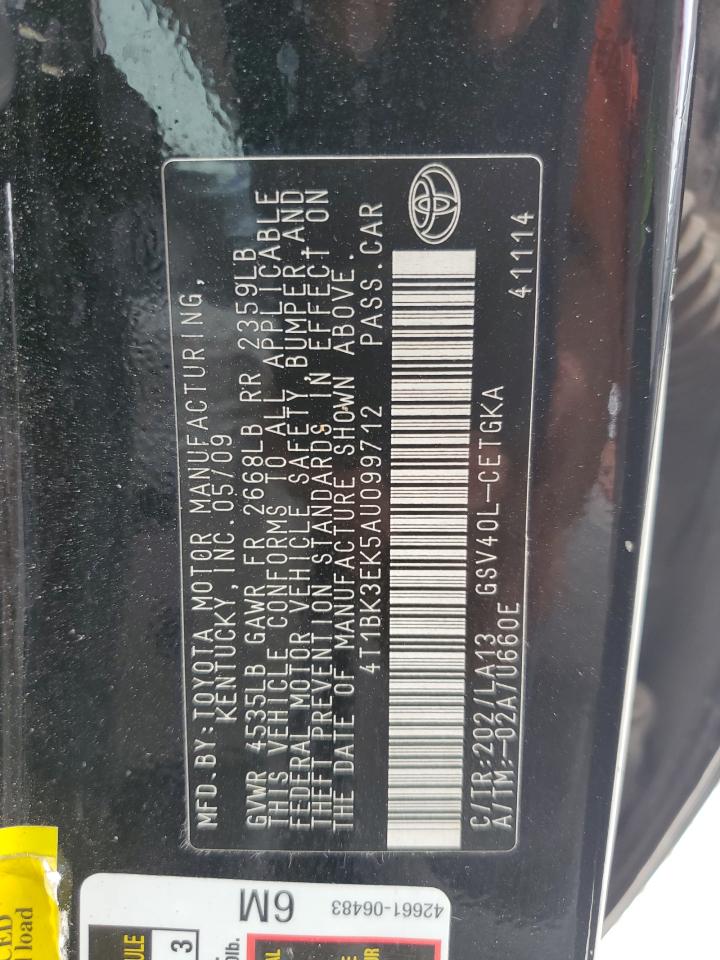 MFD.BY:TOYOTA MOTOR MANUFACTURING,
KENTUCKY, INC. 05/09
GVWR 4535LB GAWR FR 2668LB RR 2359LB
THIS VEHICLE CONFORMS TO ALL APPLICABLE
FEDERAL MOTOR VEHICLE SAFETY, BUMPER AND
THEFT PREVENTION STANDARDS IN EFFECT ON
THE DATE OF MANUFACTURE SHOWN ABOVE.
4T1BK3EK5AU099712 PASS.CAR
C/TR:202/LA13 GSV40L-CETGKA
A/TM:-02A/U660E
41114
6M
42661-06483
3
load